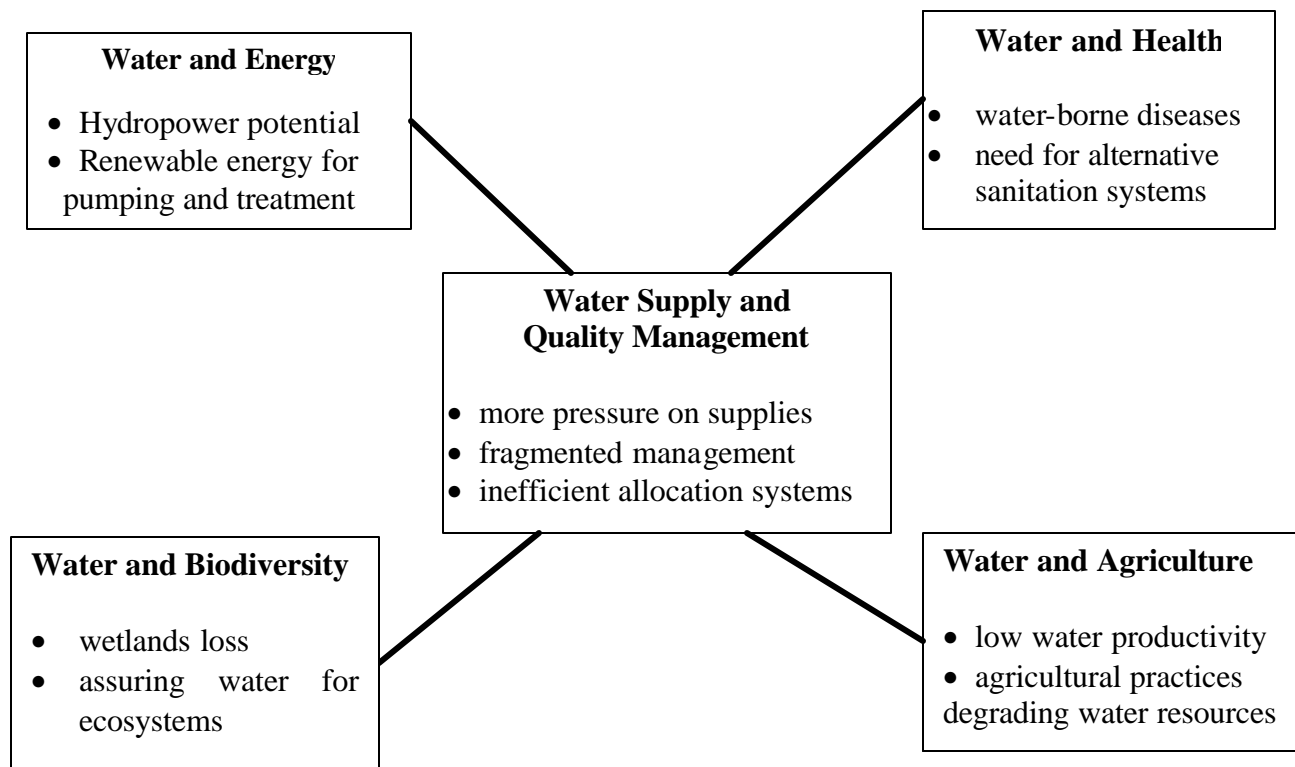 Water and Energy
• Hydropower potential
• Renewable energy for
pumping and treatment
Water and Health
• water-borne diseases
• need for alternative
sanitation systems
Water Supply and
Quality Management
• more pressure on supplies
• fragmented management
• inefficient allocation systems
Water and Biodiversity
• wetlands loss
• assuring water for
ecosystems
Water and Agriculture
• low water productivity
• agricultural practices
degrading water resources